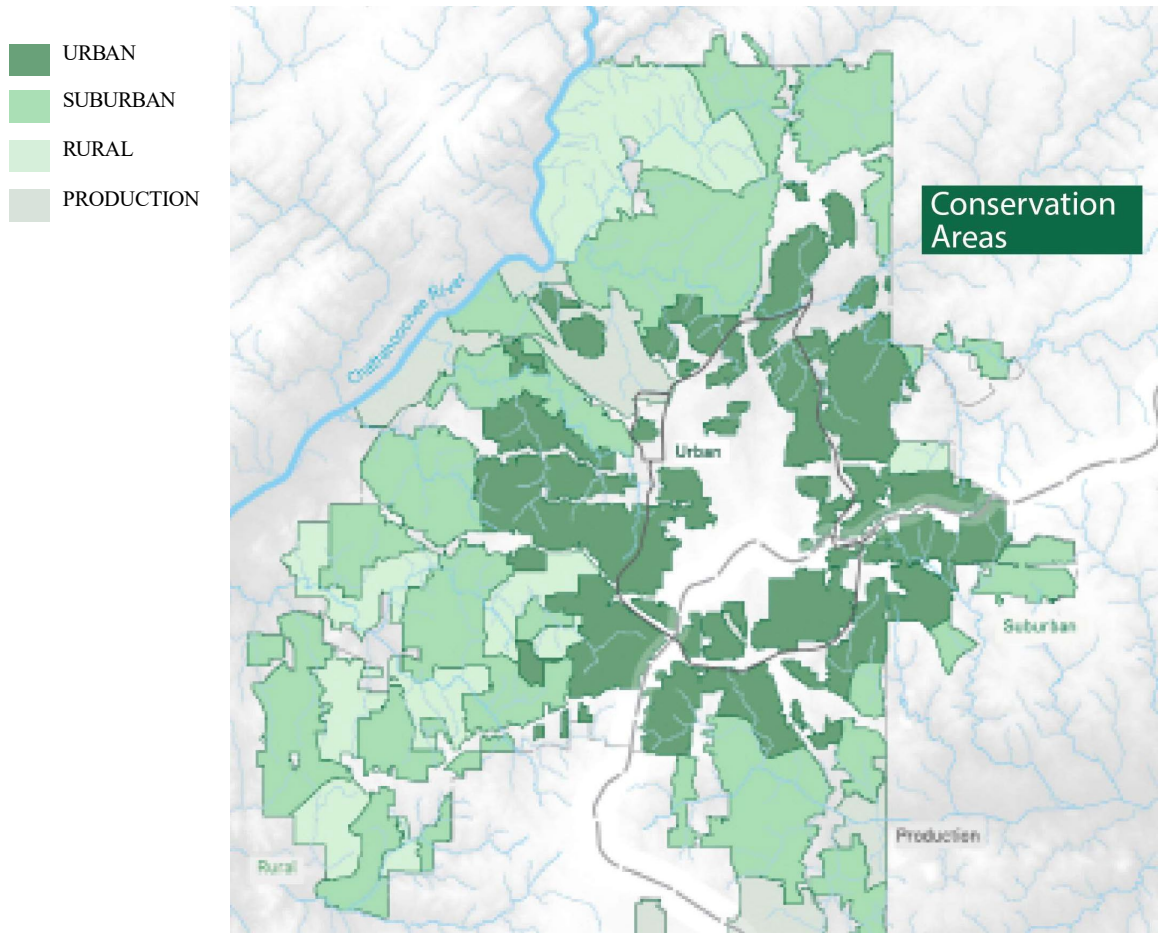 URBAN
SUBURBAN
RURAL
PRODUCTION
Conservation
Areas
Chattahoochee River
Urban
Suburban
Production
Rural